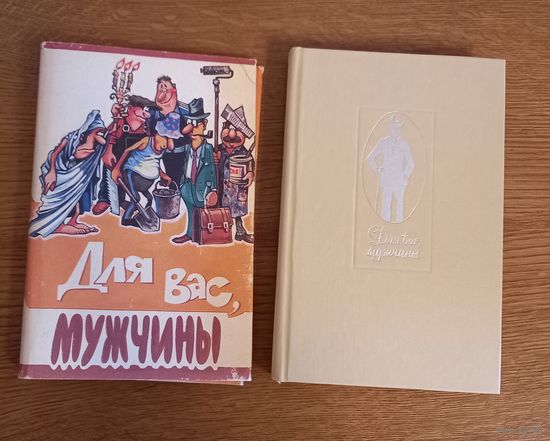 Для вас,
МУЖЧИНЫ
Для вас,
мужчины